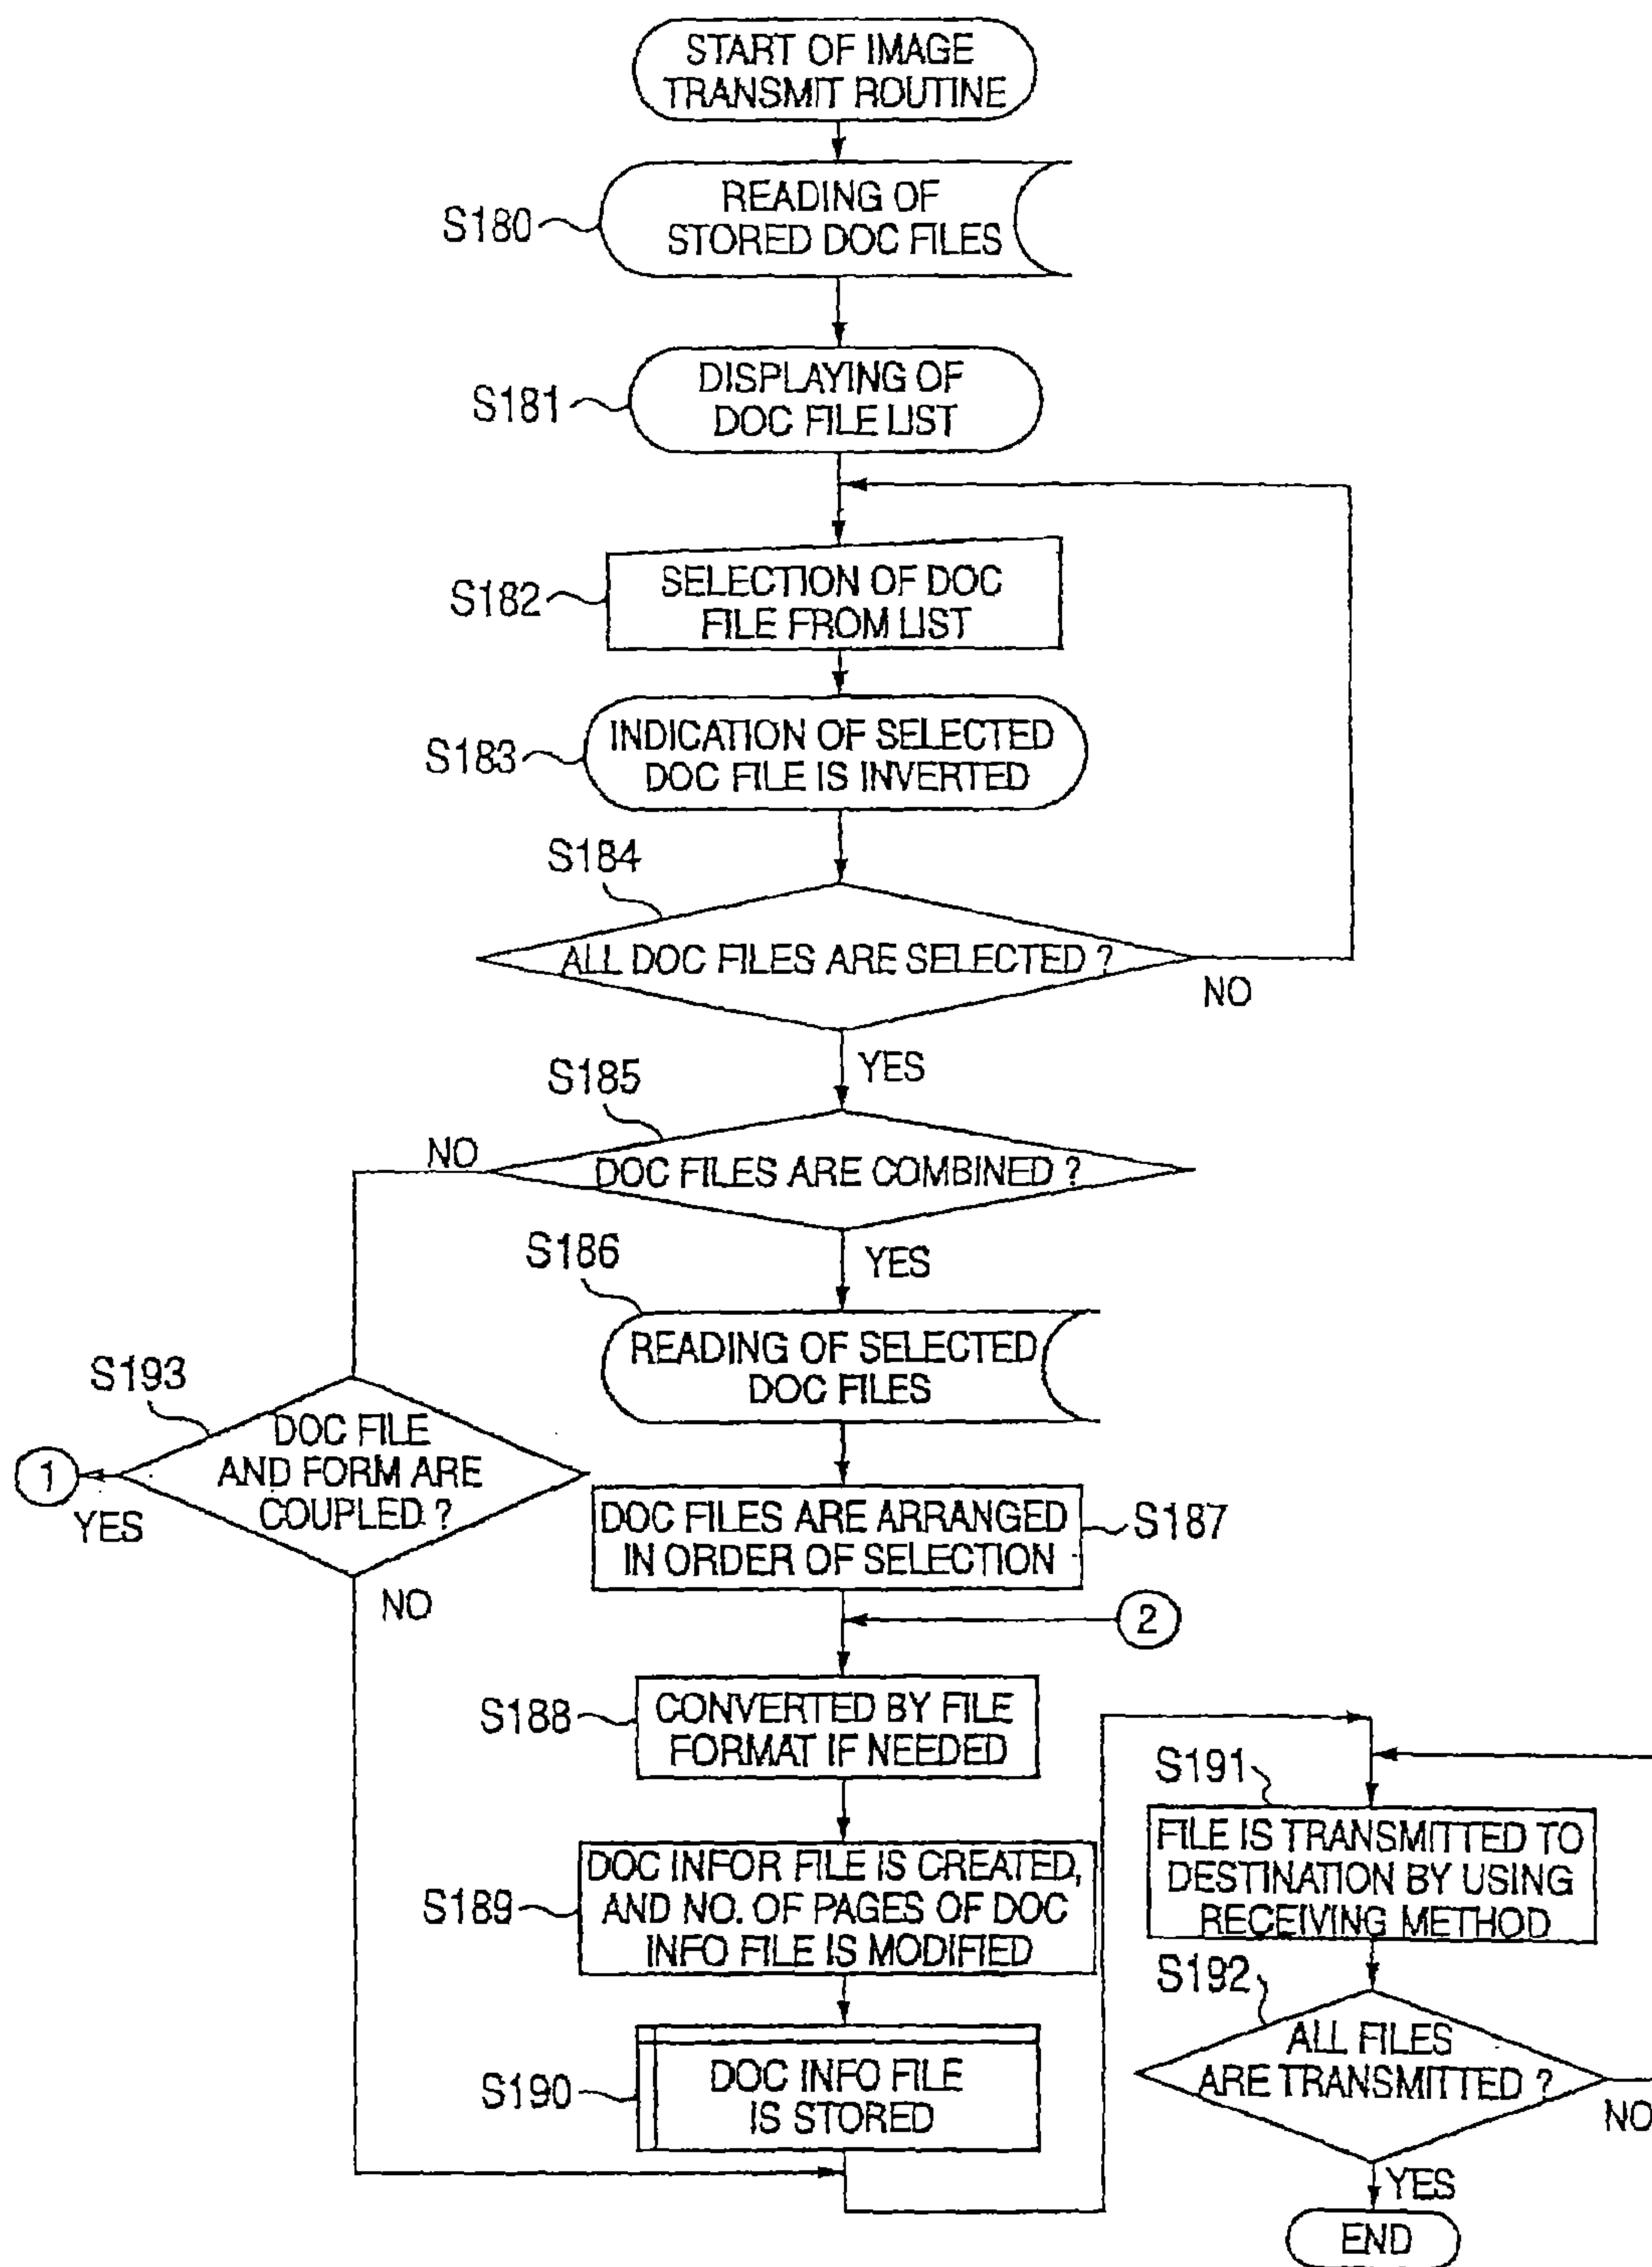 START OF IMAGE
TRANSMIT ROUTINE
S180
READING OF
STORED DOC FILES
S181
DISPLAYING OF
DOC FILE LIST
S182
SELECTION OF DOC
FILE FROM LIST
S183
INDICATION OF SELECTED
DOC FILE IS INVERTED
S184
ALL DOC FILES ARE SELECTED ?
NO
YES
S185
NO
DOC FILES ARE COMBINED ?
YES
S186
READING OF SELECTED
DOC FILES
S193
DOC FILE
AND FORM ARE
COUPLED ?
1
YES
NO
DOC FILES ARE ARRANGED
IN ORDER OF SELECTION
S187
2
S188
CONVERTED BY FILE
FORMAT IF NEEDED
S189
DOC INFOR FILE IS CREATED,
AND NO. OF PAGES OF DOC
INFO FILE IS MODIFIED
S190
DOC INFO FILE
IS STORED
S191
FILE IS TRANSMITTED TO
DESTINATION BY USING
RECEIVING METHOD
S192
ALL FILES
ARE TRANSMITTED ?
NO
YES
END